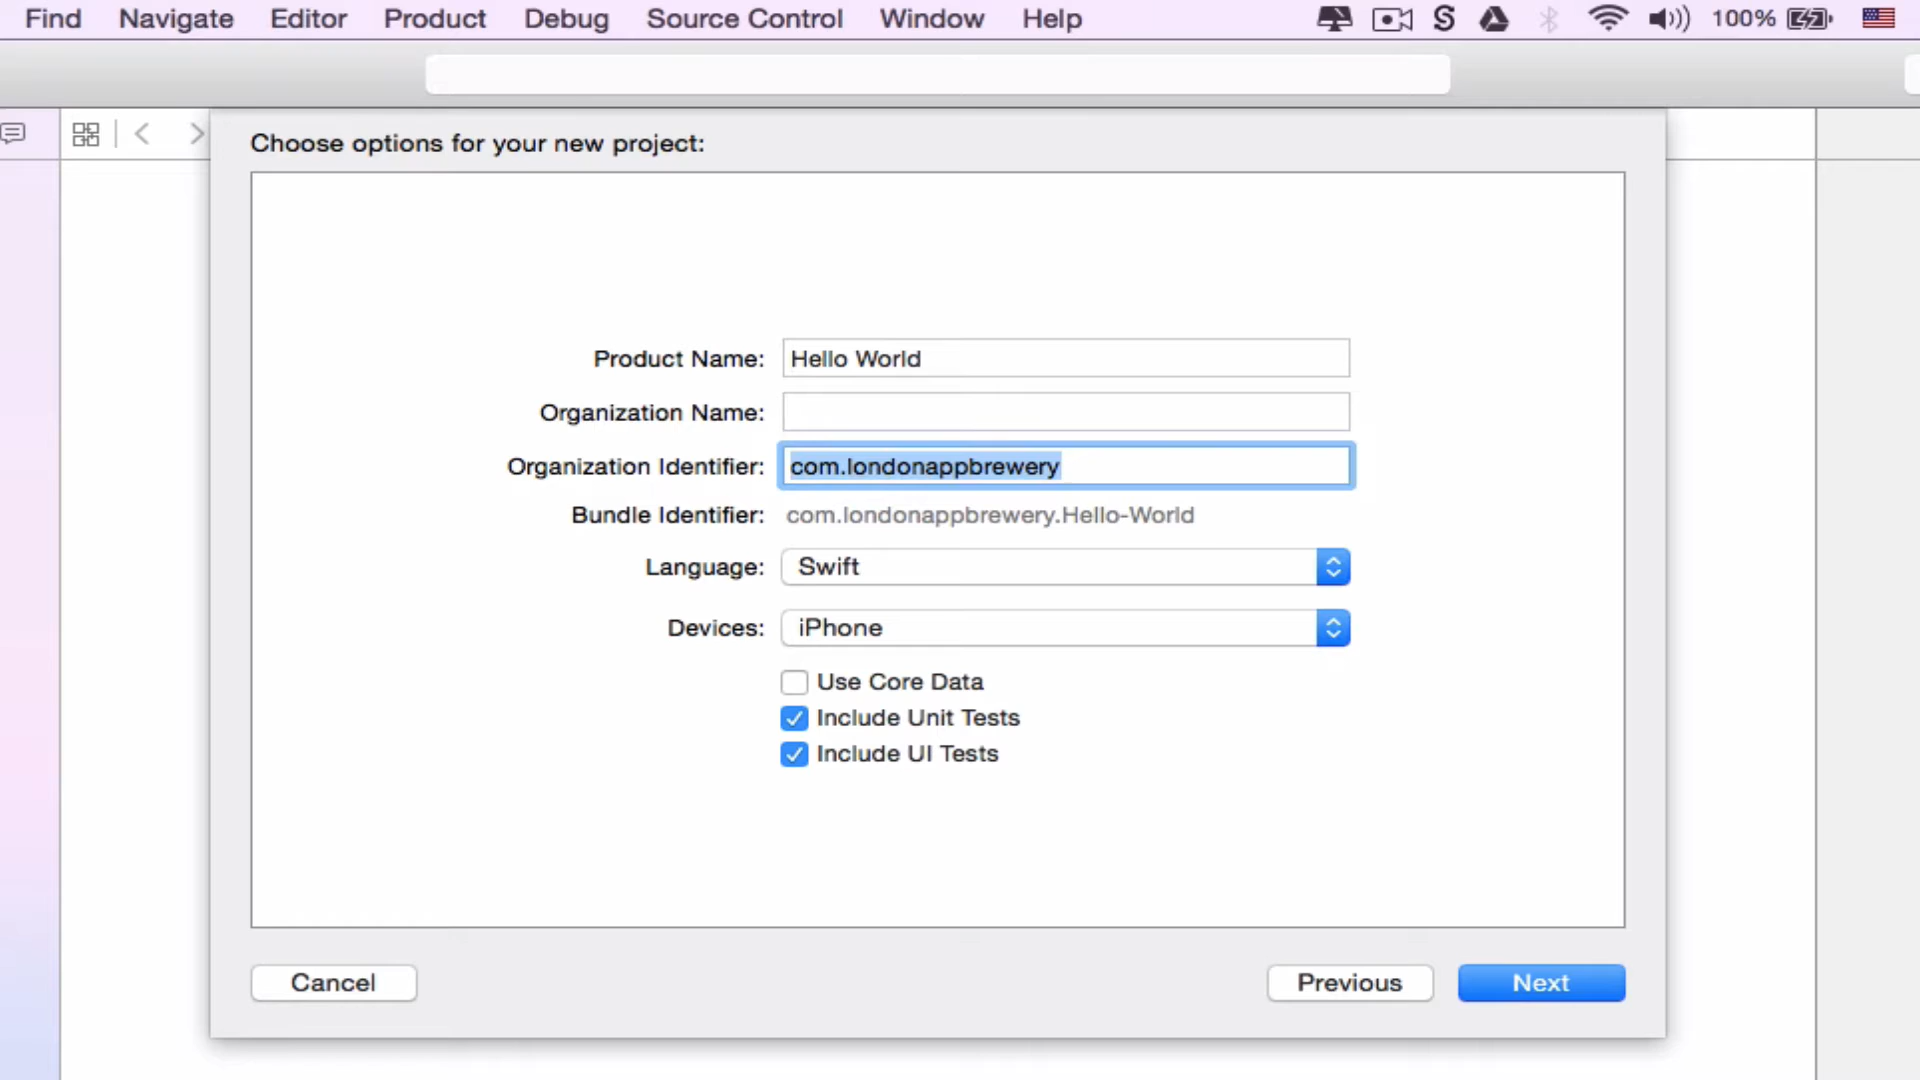 Find Navigate Editor Product Debug Source Control Window Help 100%
Choose options for your new project:
Product Name: Hello World
Organization Name:
Organization Identifier: com.londonappbrewery
Bundle Identifier: com.londonappbrewery.Hello-World
Language: Swift
Devices: iPhone
Use Core Data
Include Unit Tests
Include UI Tests
Cancel Previous Next